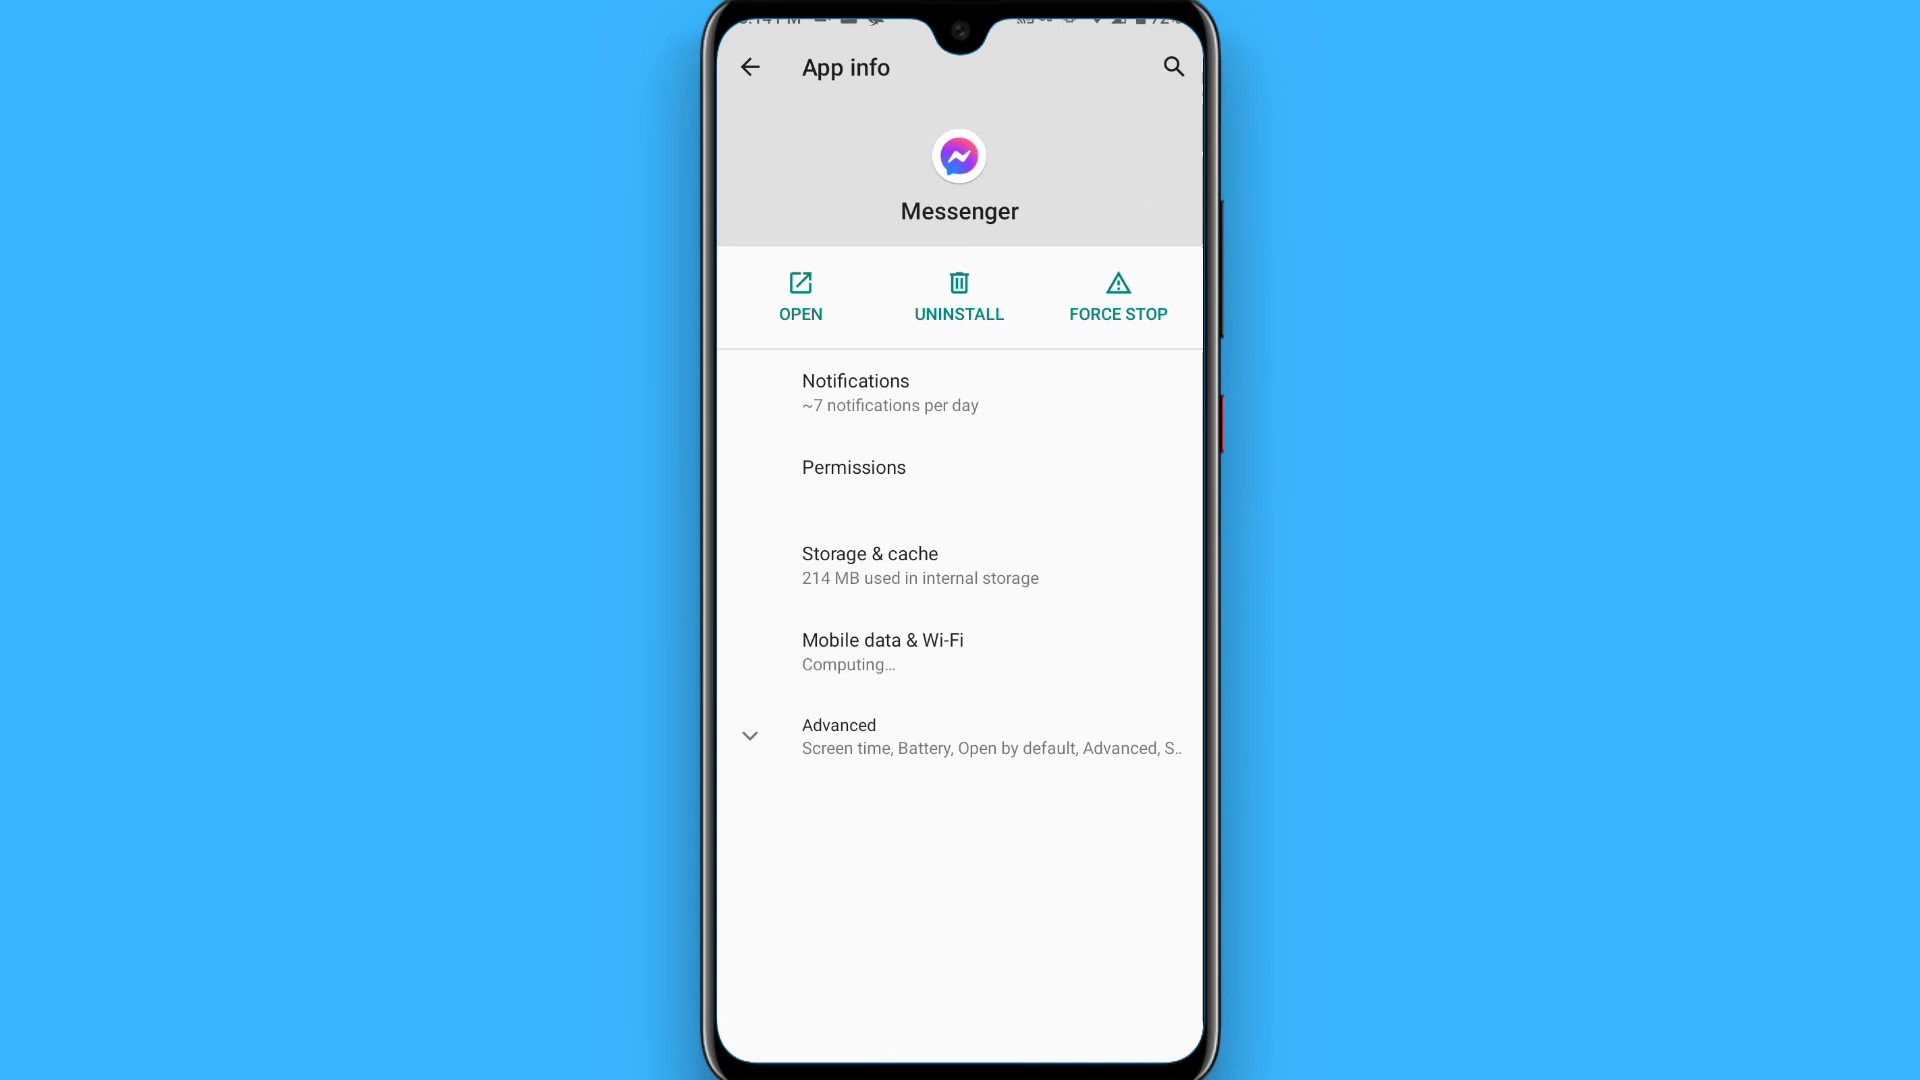 App info
Messenger
OPEN UNINSTALL FORCE STOP
Notifications
~7 notifications per day
Permissions
Storage & cache
214 MB used in internal storage
Mobile data & Wi-Fi
Computing...
Advanced
Screen time, Battery, Open by default, Advanced, S..